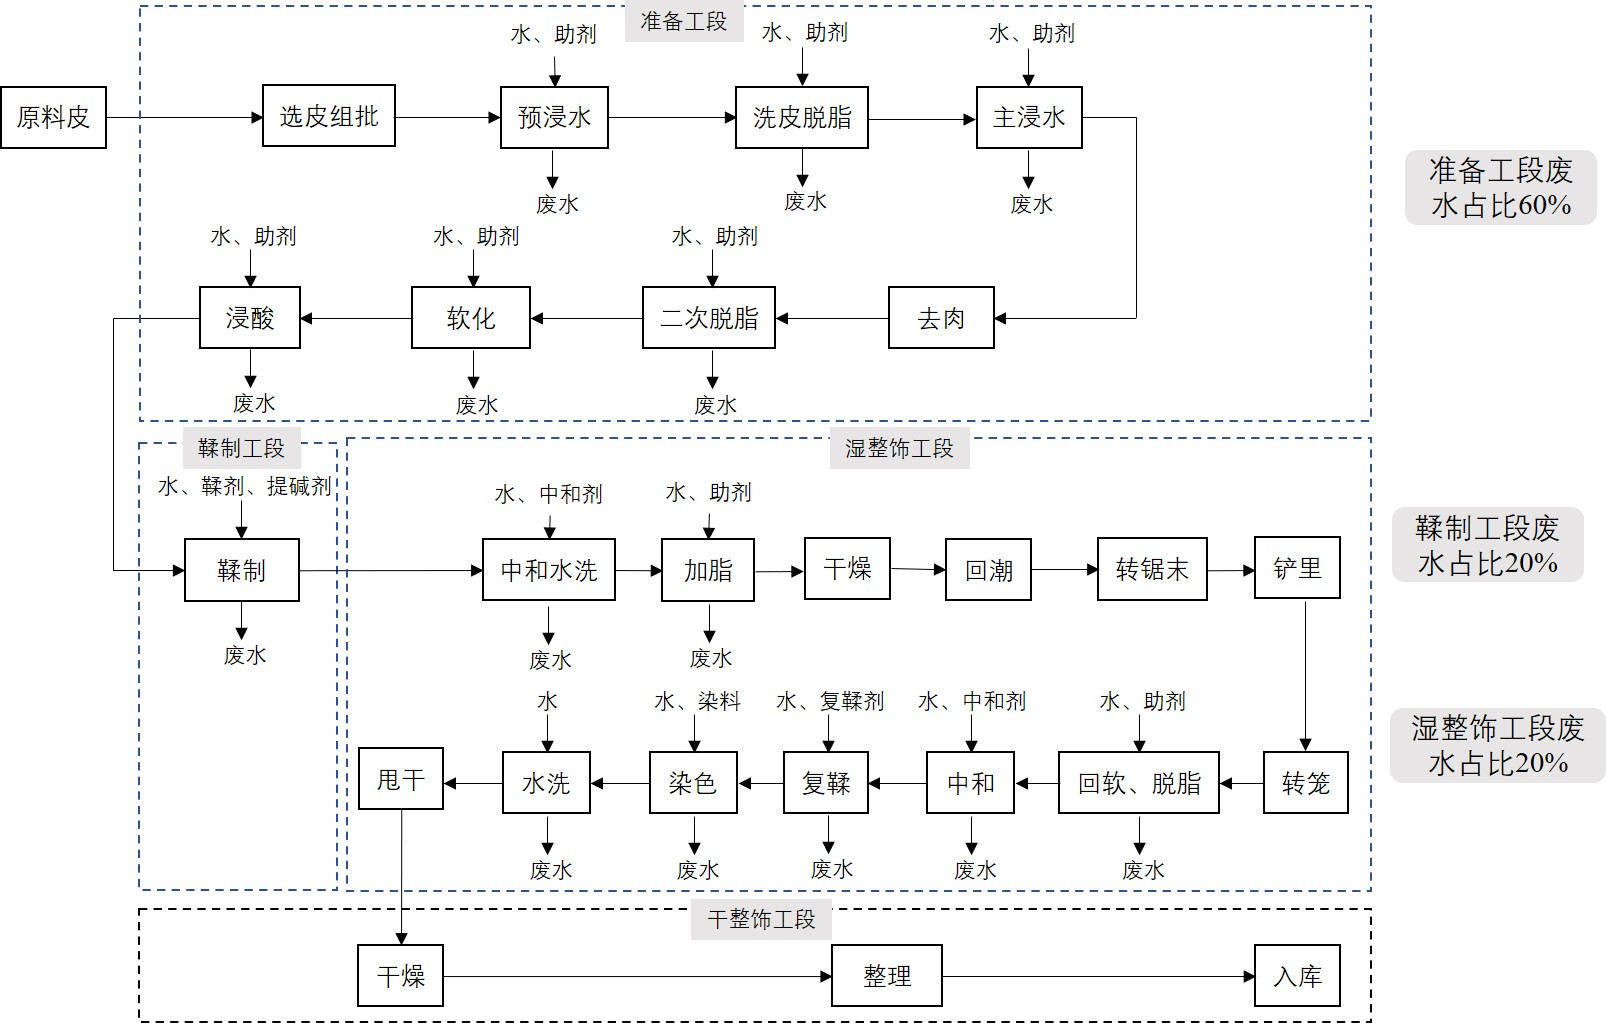 准备工段
水、助剂
水、助剂
水、助剂
原料皮
选皮组批
预浸水
洗皮脱脂
主浸水
废水
废水
废水
准备工段废
水占比60%
水、助剂
水、助剂
水、助剂
浸酸
软化
二次脱脂
去肉
废水
废水
废水
鞣制工段
湿整饰工段
水、鞣剂、提碱剂
水、中和剂
水、助剂
鞣制
中和水洗
加脂
干燥
回潮
转锯末
铲里
鞣制工段废
水占比20%
废水
废水
废水
水
水、染料
水、复鞣剂
水、中和剂
水、助剂
甩干
水洗
染色
复鞣
中和
回软、脱脂
转笼
湿整饰工段废
水占比20%
废水
废水
废水
废水
废水
干整饰工段
干燥
整理
入库